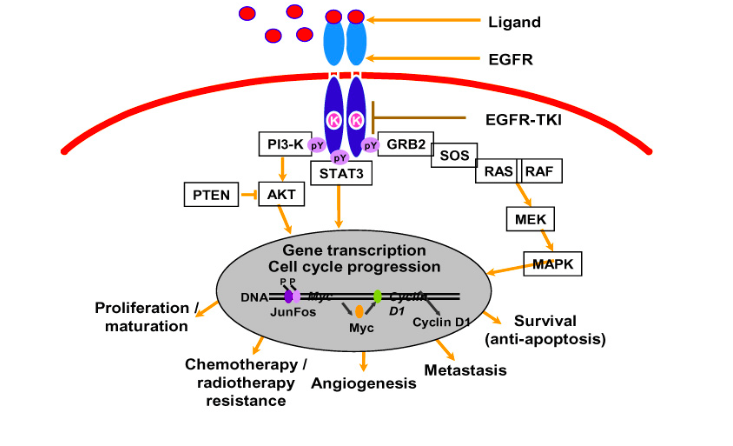 Ligand
EGFR
K K
EGFR-TKI
PI3-K
pY
pY
GRB2
pY
SOS
STAT3
RAS
RAF
PTEN
AKT
MEK
MAPK
Gene transcription
Cell cycle progression
P P
DNA
Myc
Cyclin
D1
JunFos
Myc
Cyclin D1
Proliferation /
maturation
Survival
(anti-apoptosis)
Chemotherapy /
radiotherapy
resistance
Angiogenesis
Metastasis